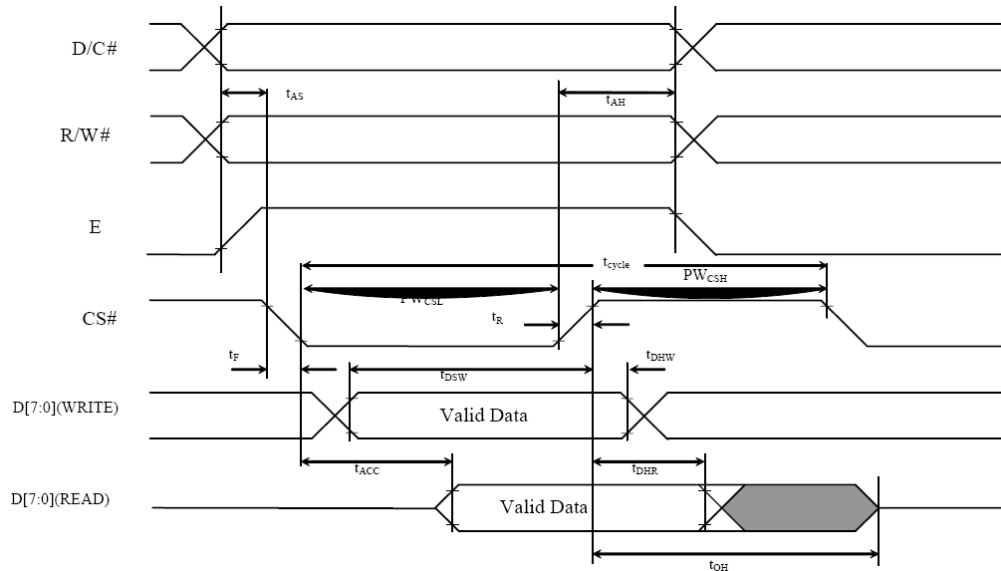 D/C#
tAS
tAH
R/W#
E
tcycle
PWCSH
PWCSL
CS#
tR
tF
tDSW
tDHW
D[7:0](WRITE)
Valid Data
tACC
tDHR
D[7:0](READ)
Valid Data
tOH